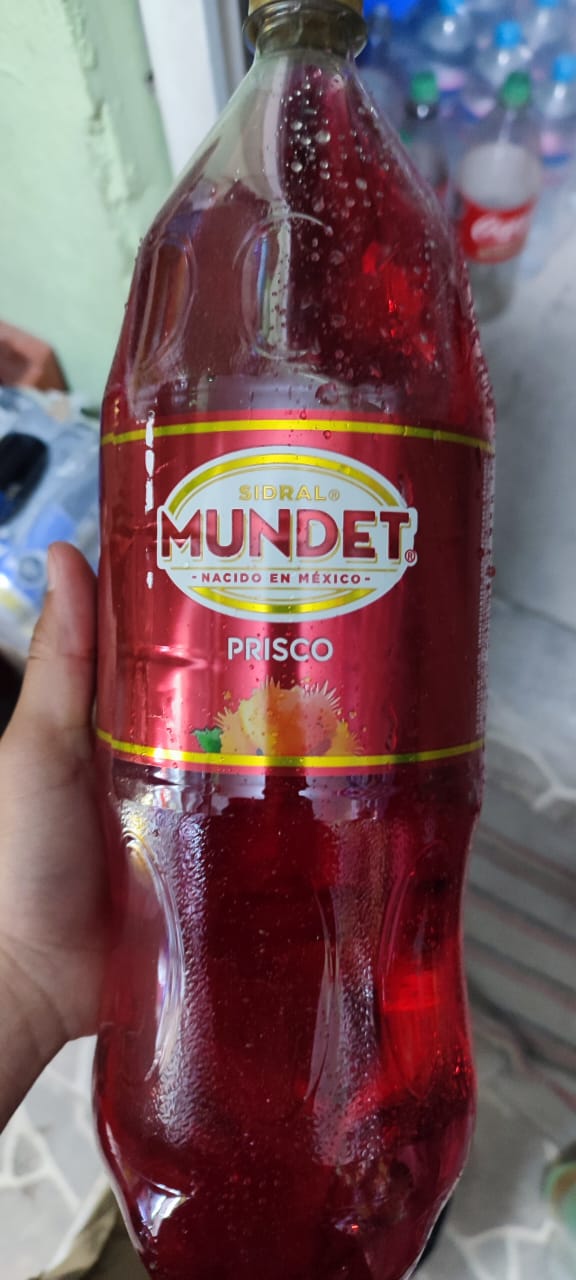 SIDRAL®
MUNDET®
- NACIDO EN MÉXICO -
PRISCO